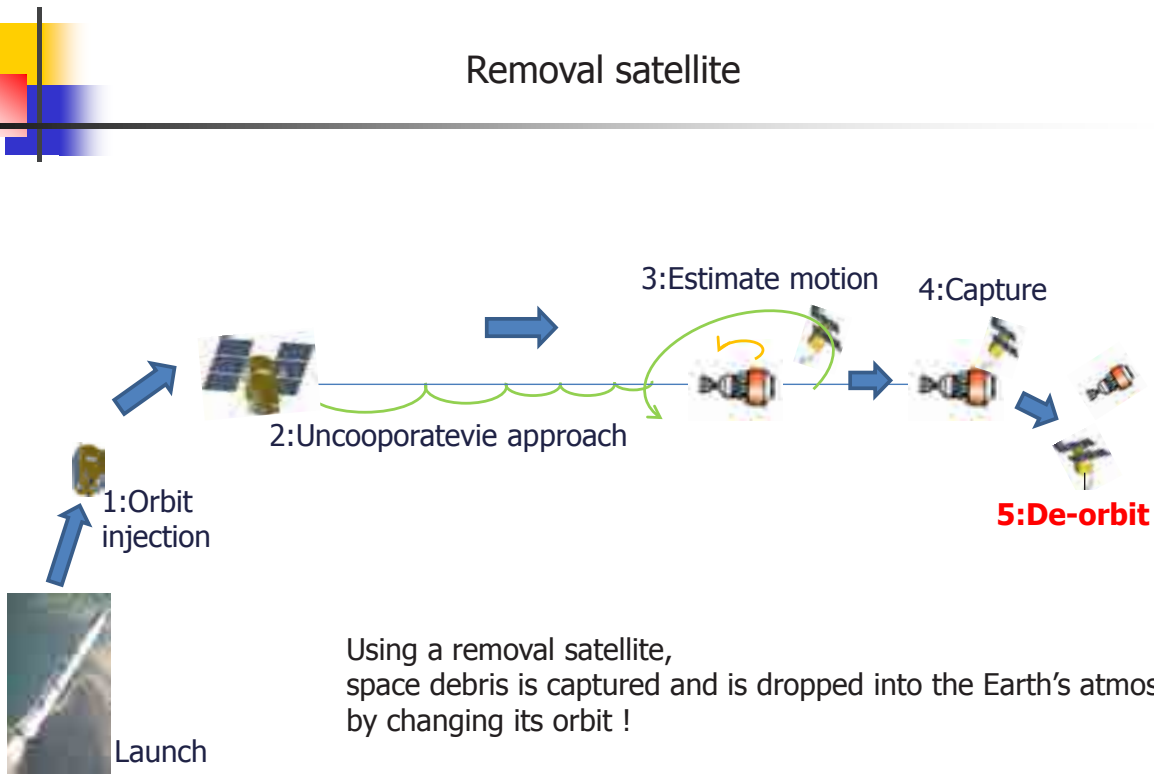 Removal satellite
3:Estimate motion
4:Capture
2:Uncooporatevie approach
1:Orbit
injection
5:De-orbit
Using a removal satellite,
space debris is captured and is dropped into the Earth’s atmos
by changing its orbit !
Launch